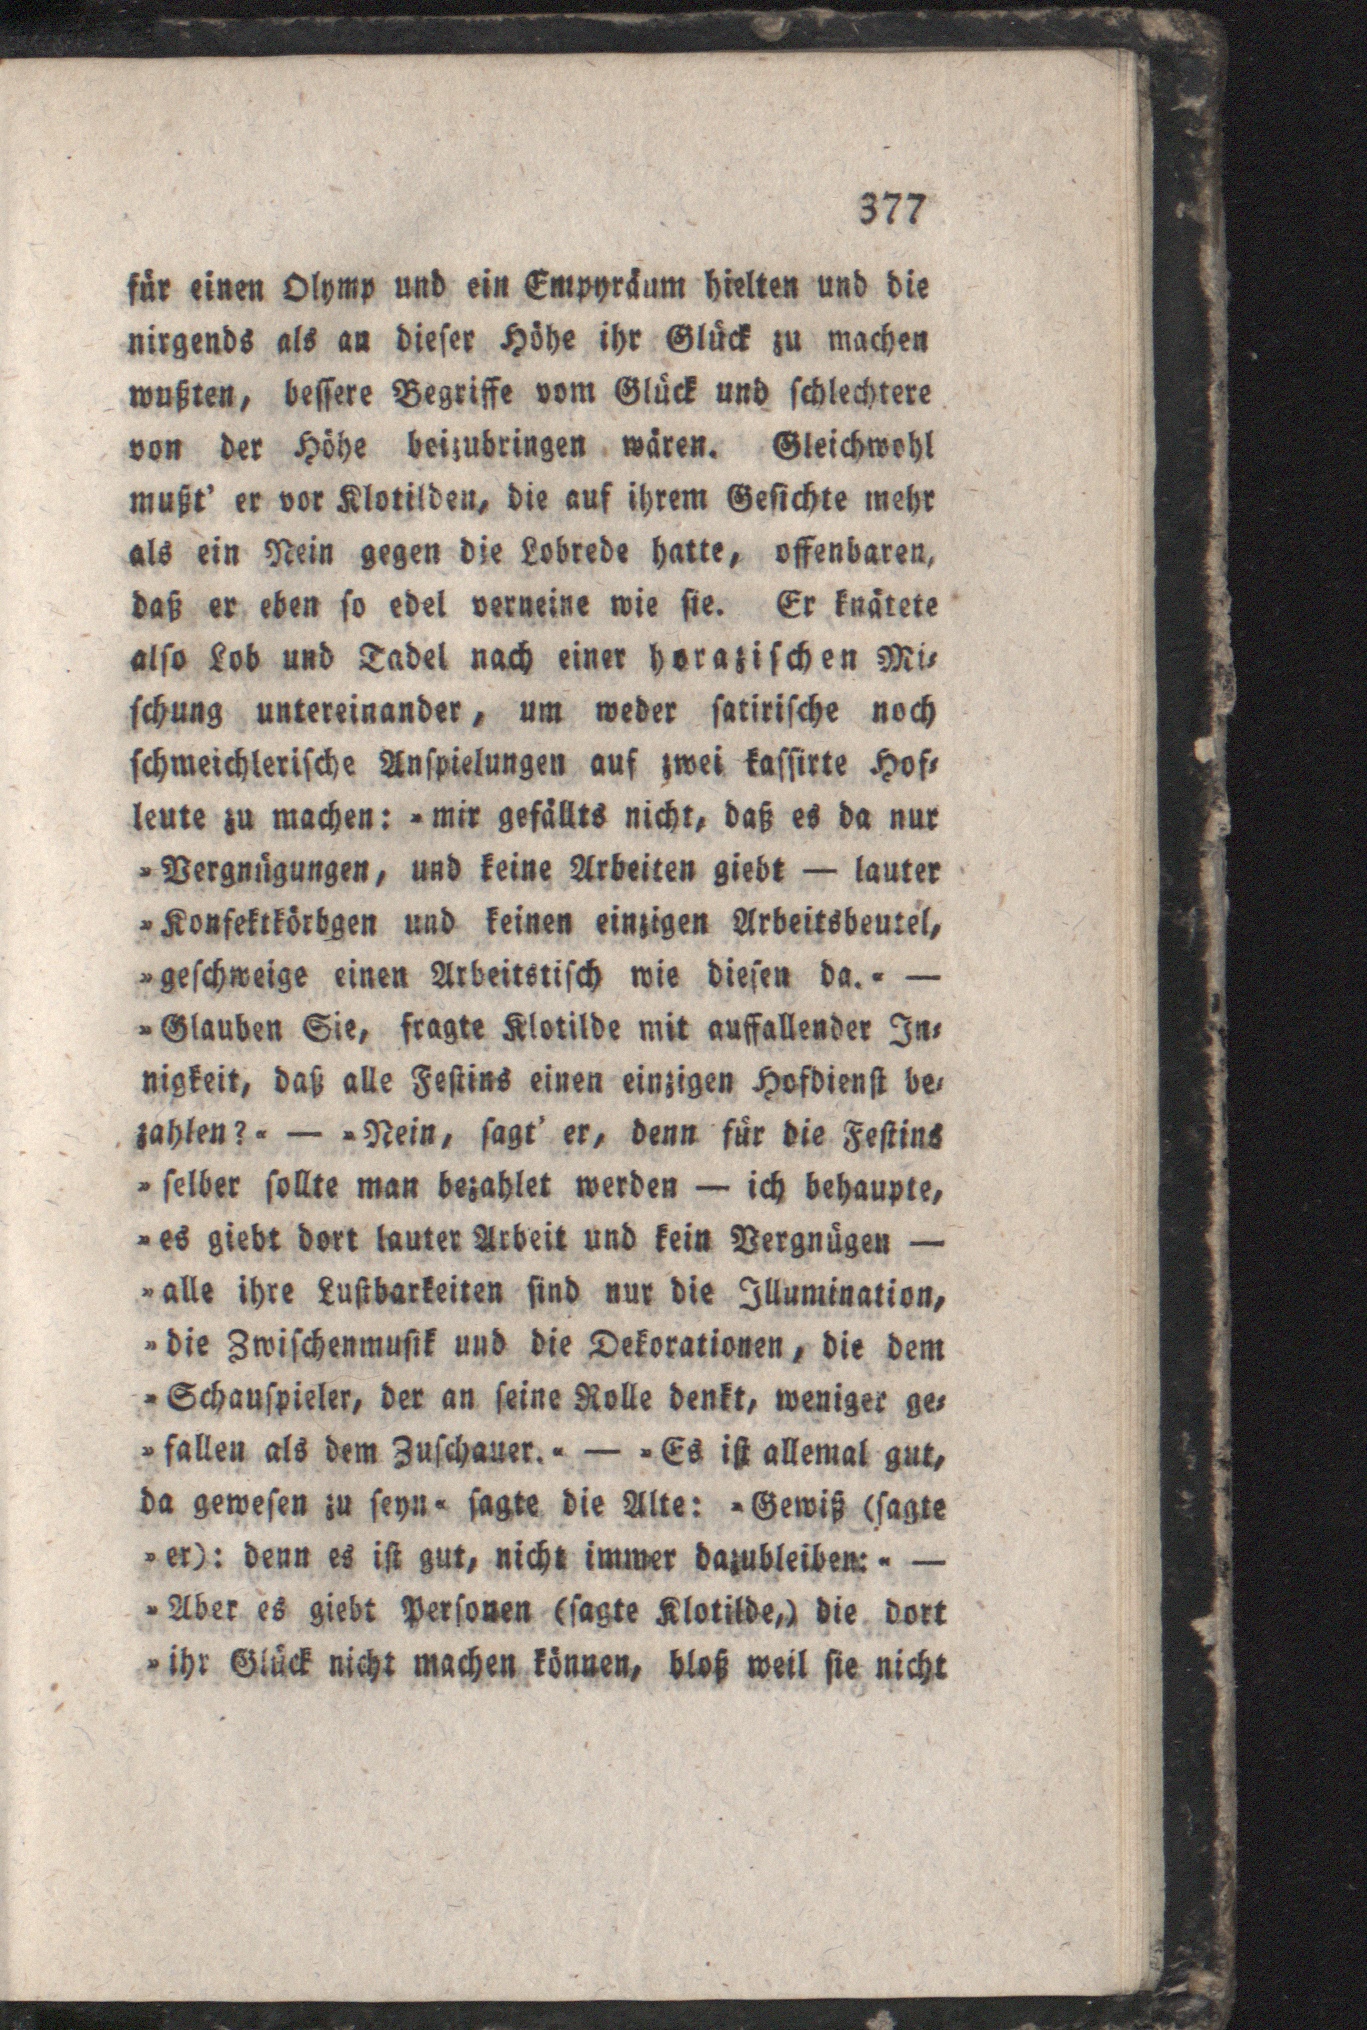 377
für einen Olymp und ein Empyräum hielten und die
nirgends als an dieſer Höhe ihr Glück zu machen
wußten, beſſere Begriffe vom Glück und ſchlechtere
von der Höhe beizubringen wären. Gleichwohl
mußt' er vor Klotilden, die auf ihrem Geſichte mehr
als ein Nein gegen die Lobrede hatte, offenbaren,
daß er eben ſo edel verneine wie ſie. Er knätete
alſo Lob und Tadel nach einer horaziſchen Mi⸗
ſchung untereinander, um weder ſatiriſche noch
ſchmeichleriſche Anſpielungen auf zwei kaſſirte Hof⸗
leute zu machen: »mir gefällts nicht, daß es da nur
»Vergnügungen, und keine Arbeiten giebt — lauter
»Konfektkörbgen und keinen einzigen Arbeitsbeutel,
»geſchweige einen Arbeitstiſch wie dieſen da.« —
»Glauben Sie, fragte Klotilde mit auffallender In⸗
nigkeit, daß alle Feſtins einen einzigen Hofdienſt be⸗
zahlen?« — »Nein, ſagt' er, denn für die Feſtins
»ſelber ſollte man bezahlet werden — ich behaupte,
»es giebt dort lauter Arbeit und kein Vergnügen —
»alle ihre Luſtbarkeiten ſind nur die Illumination,
»die Zwiſchenmuſik und die Dekorationen, die dem
»Schauſpieler, der an ſeine Rolle denkt, weniger ge⸗
»fallen als dem Zuſchauer.« — »Es iſt allemal gut,
da geweſen zu ſeyn« ſagte die Alte: »Gewiß (ſagte
»er): denn es iſt gut, nicht immer dazubleiben:« —
»Aber es giebt Perſonen (ſagte Klotilde,) die dort
»ihr Glück nicht machen können, bloß weil ſie nicht